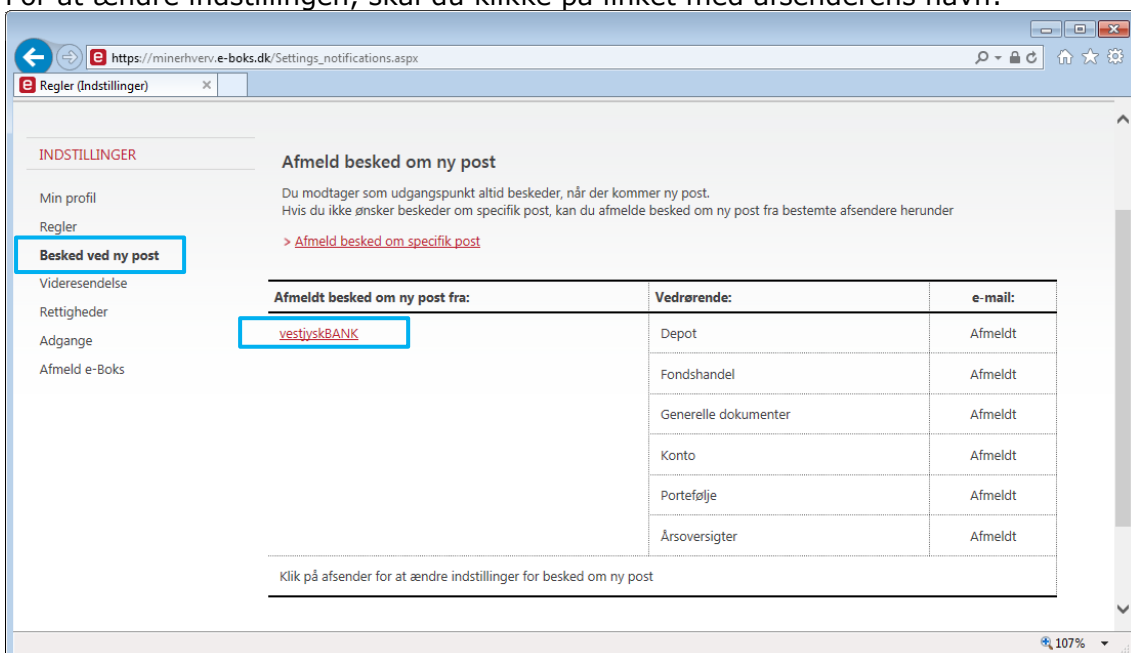 For at ændre indstillingen, skal du klikke på linket med afsenderens navn.
https://minerhverv.e-boks.dk/Settings_notifications.aspx
Regler (Indstillinger)
INDSTILLINGER
Min profil
Regler
Besked ved ny post
Videresendelse
Rettigheder
Adgange
Afmeld e-Boks
Afmeld besked om ny post
Du modtager som udgangspunkt altid beskeder, når der kommer ny post.
Hvis du ikke ønsker beskeder om specifik post, kan du afmelde besked om ny post fra bestemte afsendere herunder
> Afmeld besked om specifik post
Afmeldt besked om ny post fra: Vedrørende: e-mail:
vestjyskBANK Depot Afmeldt
Fondshandel Afmeldt
Generelle dokumenter Afmeldt
Konto Afmeldt
Portefølje Afmeldt
Årsoversigter Afmeldt
Klik på afsender for at ændre indstillinger for besked om ny post
107%